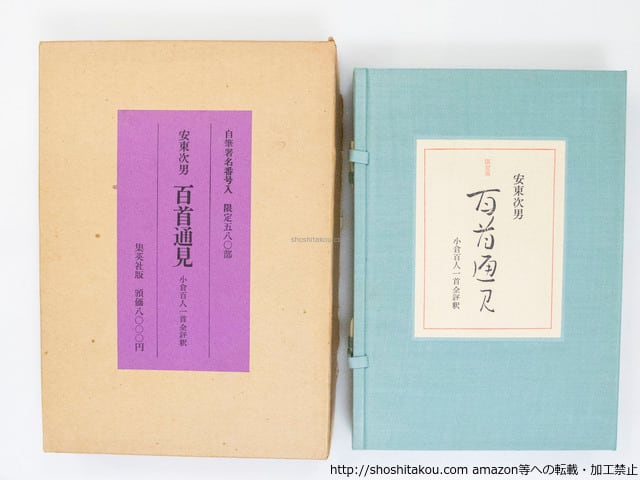 自筆署名番号入 限定五八〇部
安東次男 百首通見 小倉百人一首全評釈
集英社版 頒価八〇〇〇円
shoshitakou.co
限定版
安東次男
百首通見
小倉百人一首全評釈
http://shoshitakou.com amazon等への転載・加工禁止